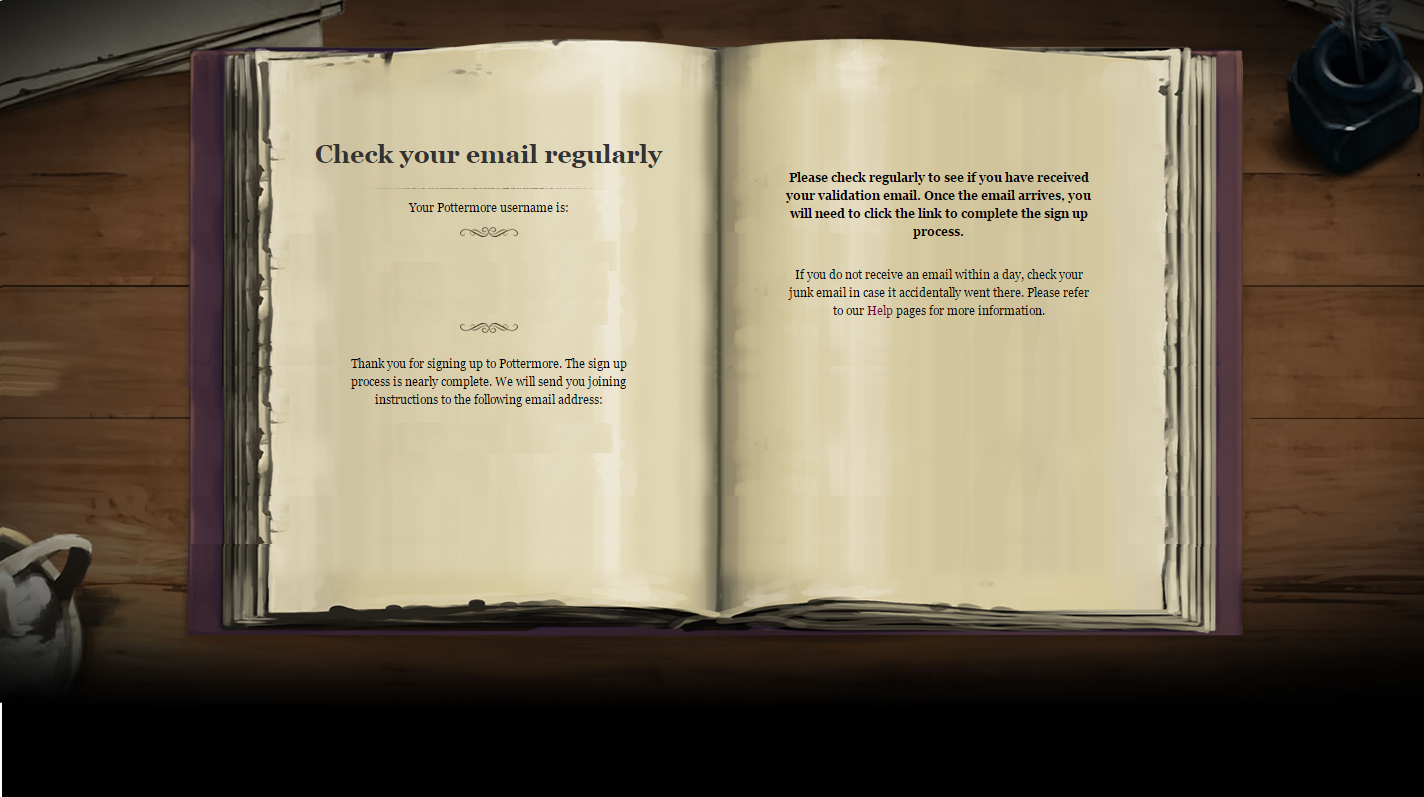 Check your email regularly
Your Pottermore username is:
Thank you for signing up to Pottermore. The sign up
process is nearly complete. We will send you joining
instructions to the following email address:
Please check regularly to see if you have received
your validation email. Once the email arrives, you
will need to click the link to complete the sign up
process.
If you do not receive an email within a day, check your
junk email in case it accidentally went there. Please refer
to our Help pages for more information.